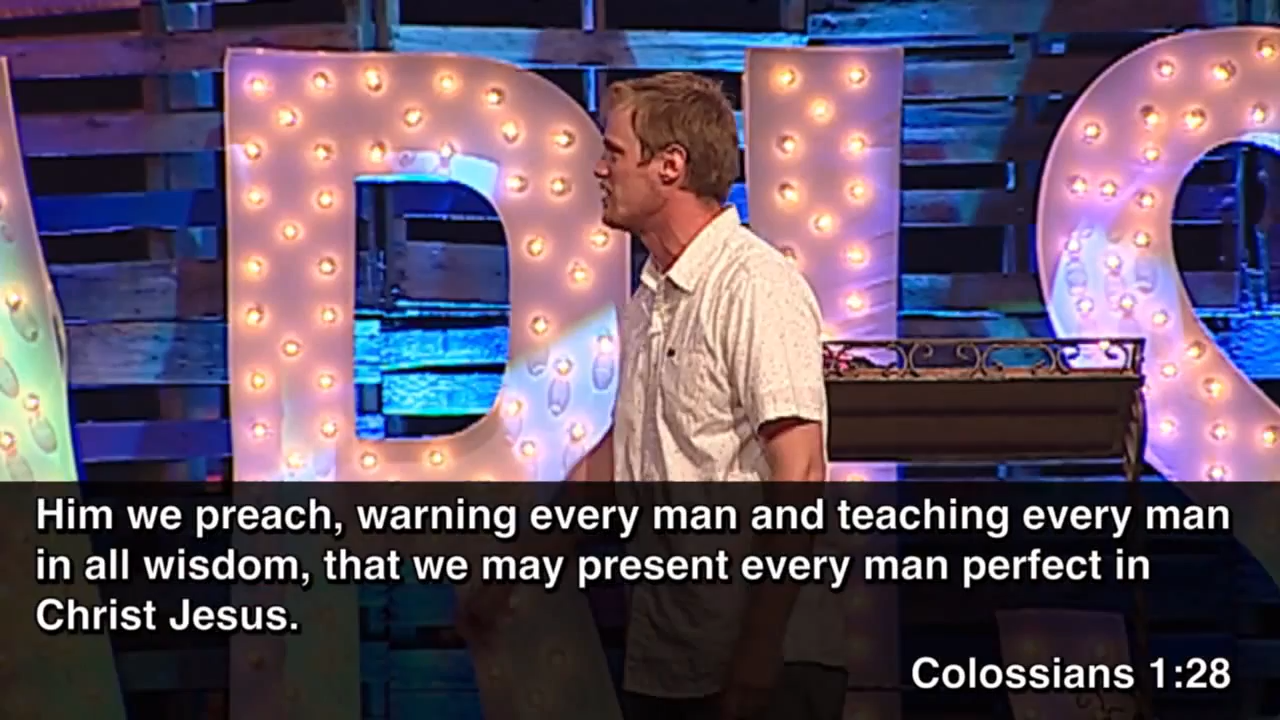 RIS
Him we preach, warning every man and teaching every man
in all wisdom, that we may present every man perfect in
Christ Jesus.
Colossians 1:28